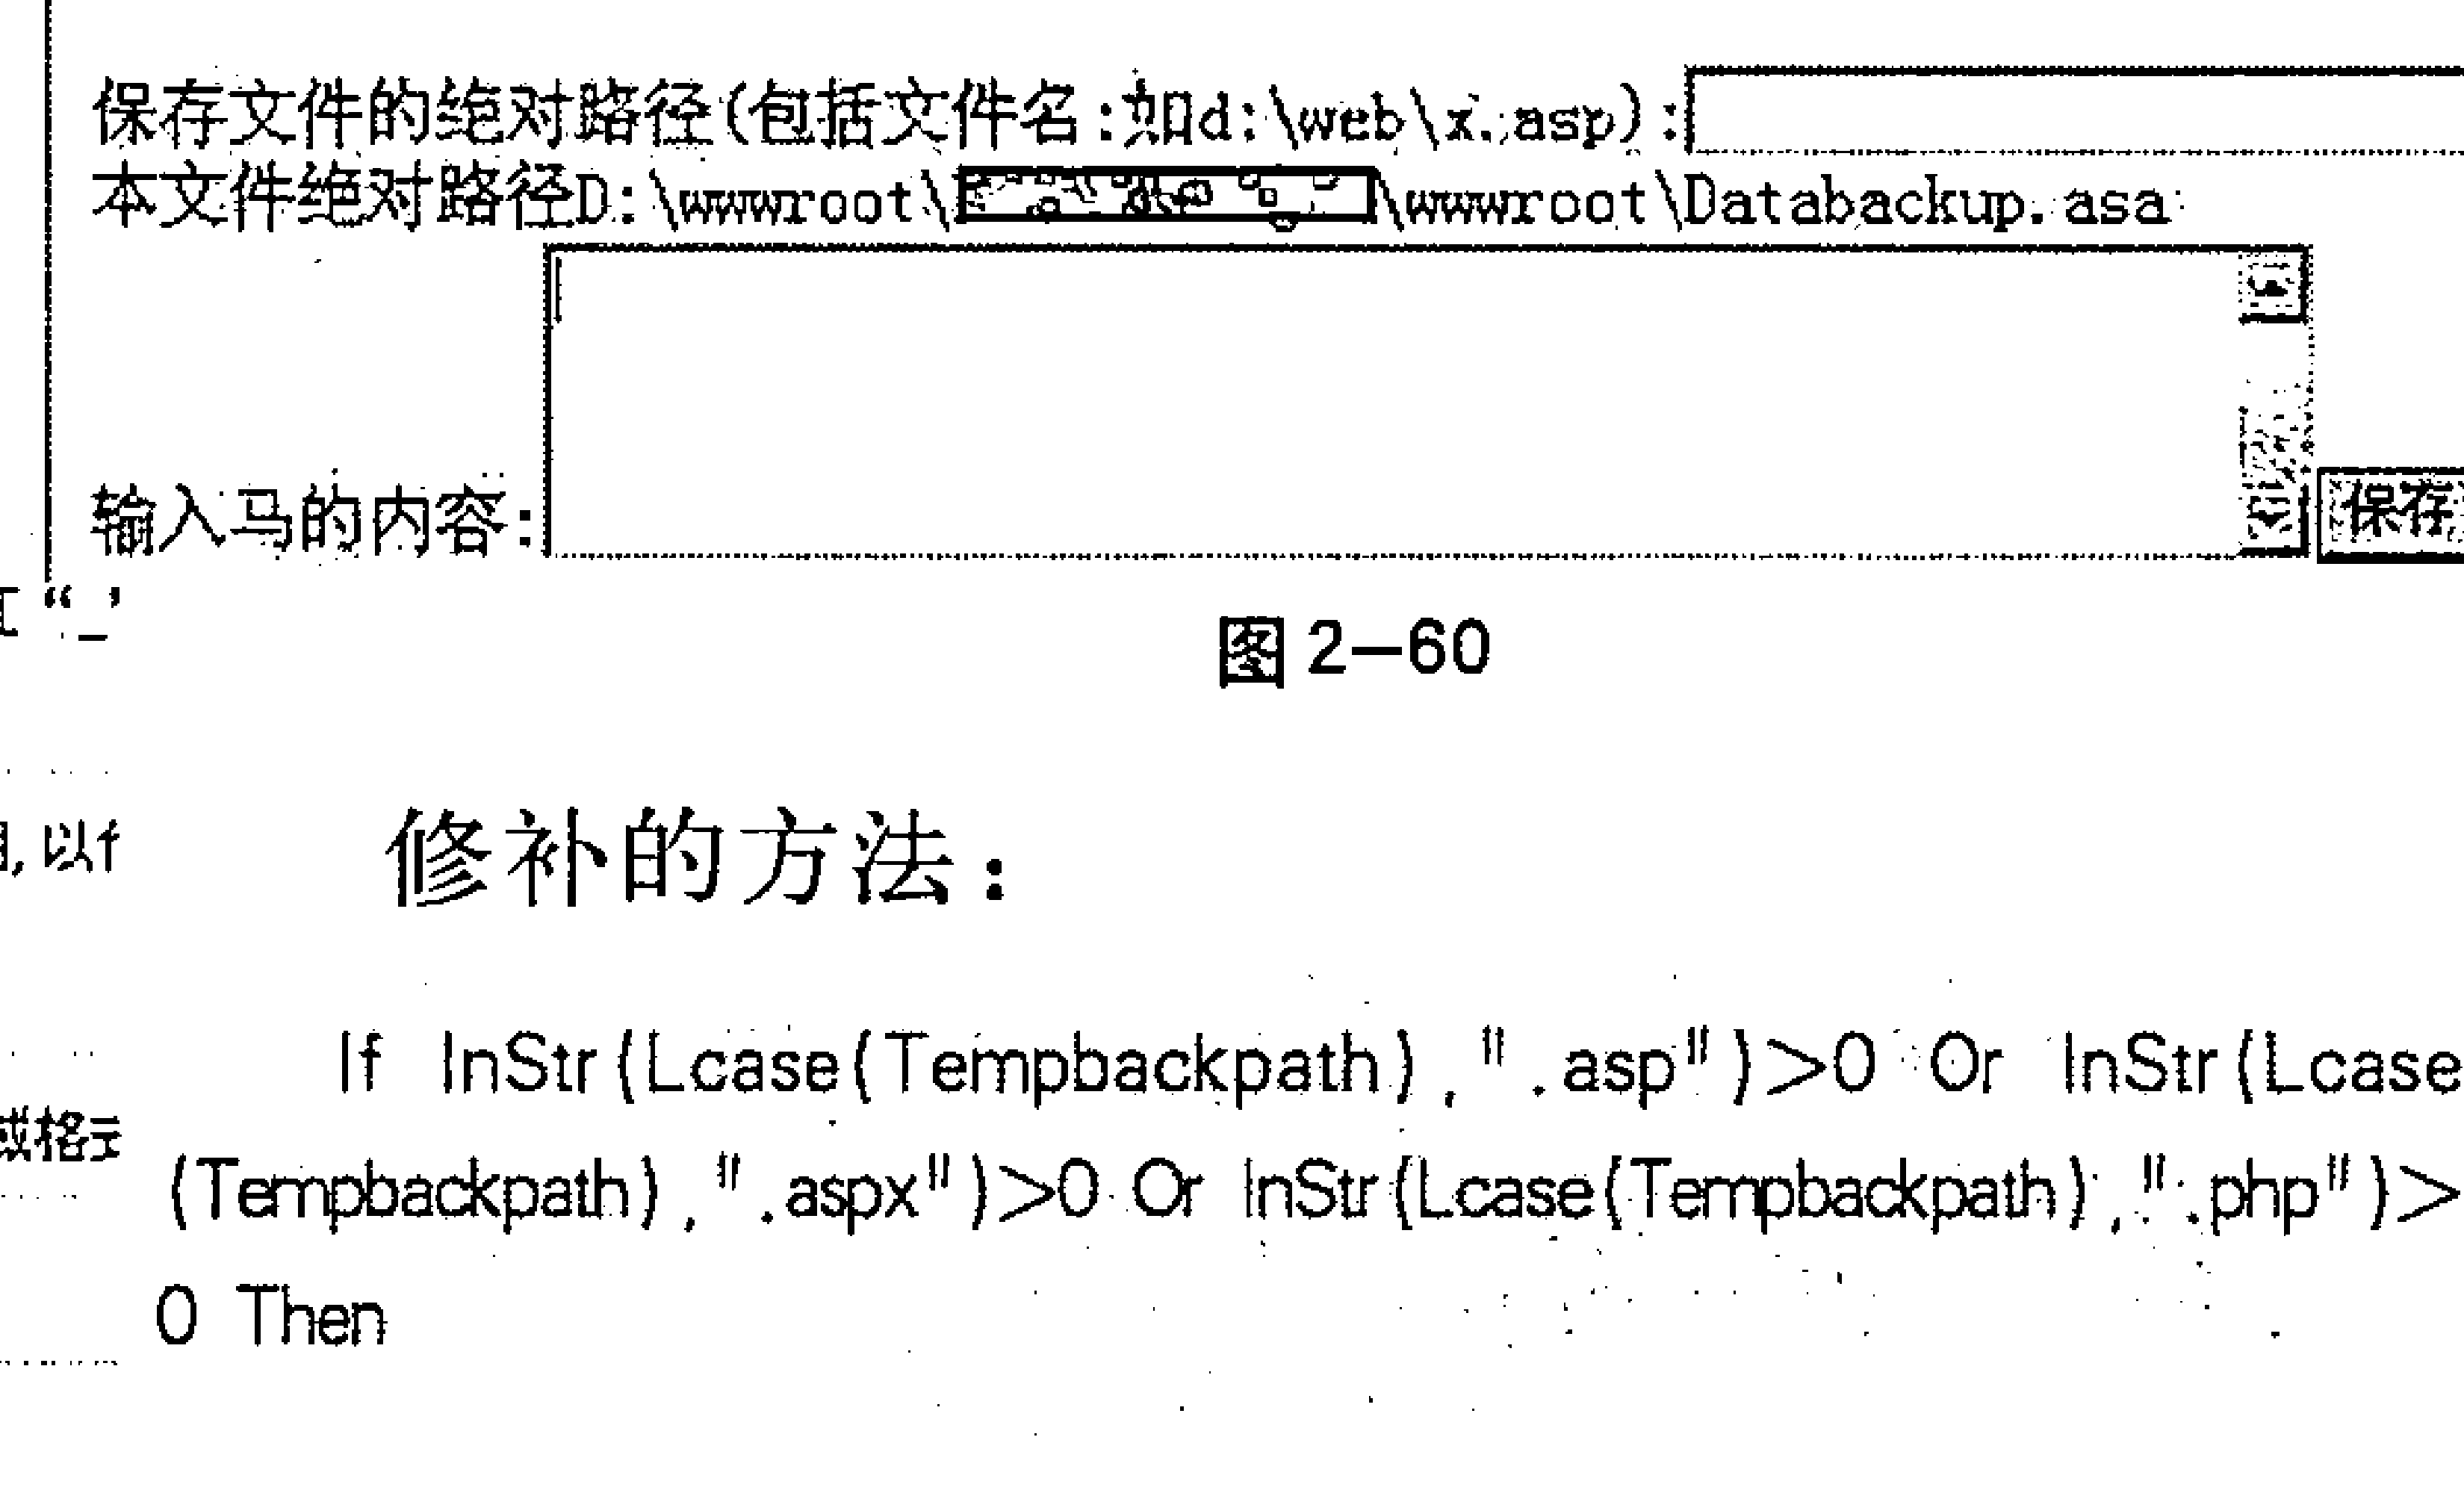 保存文件的绝对路径(包括文件名:如d:\web\x.asp):
本文件绝对路径D:\wwwroot\
\wwwroot\Databackup.asa
输入马的内容:
保存
“_’
图 2—60
,以
修补的方法:
If InStr(Lcase(Tempbackpath),".asp")>0 Or InStr(Lcase
或格
(Tempbackpath),".aspx")>0 Or InStr(Lcase(Tempbackpath),".php")>
0 Then